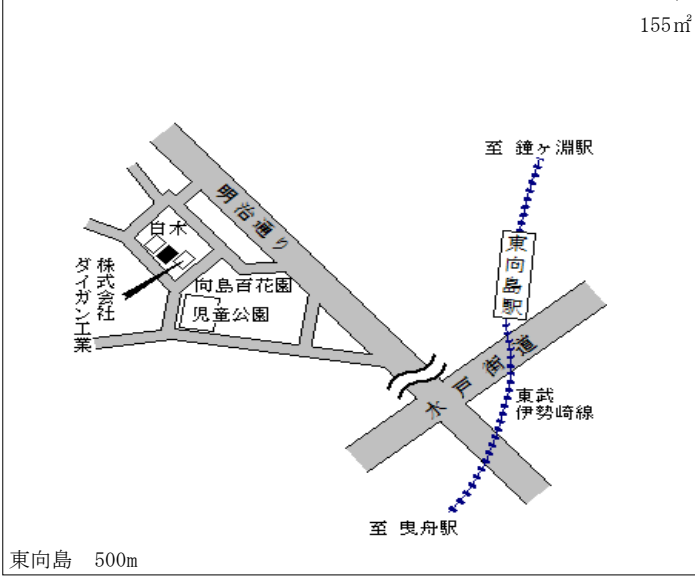 155㎡
至 鐘ヶ淵駅
明治通り
白木
東向島駅
株式会社
ダイガン工業
向島百花園
児童公園
水戸街道
東武
伊勢崎線
至 曳舟駅
東向島　500m